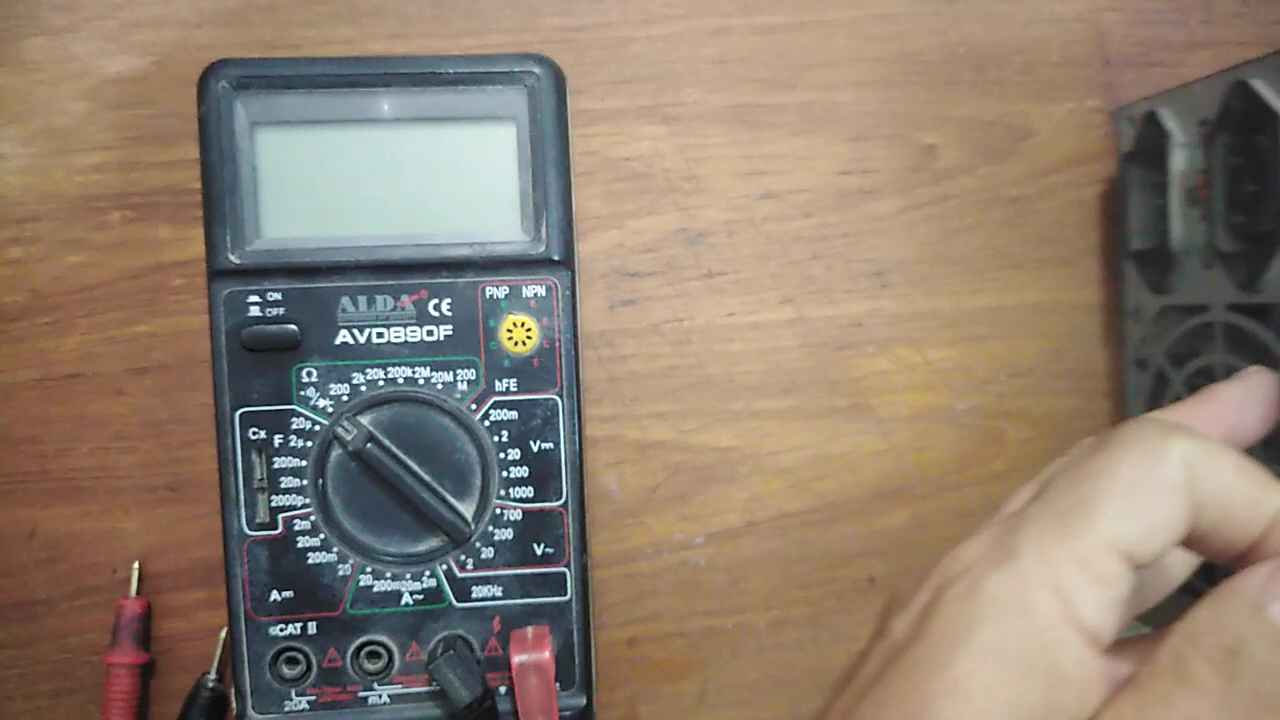 ON
OFF
ALDA
CE
AVD890F
PNP NPN
hFE
Ω
200 2k 20k 200k 2M 20M 200M
Cx F
20µ
2µ
200n
20n
2000p
200m
2
20
200
1000
V
700
200
20
2
V~
20KHz
2m
20m
200m
20
A
20 200m 20m 2m
A~
CAT II
20A
mA